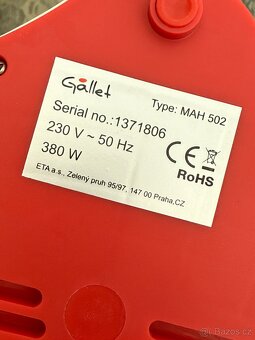 Gallet
Type: MAH 502
Serial no.:1371806
230 V ~ 50 Hz
380 W
CE
RoHS
ETA a.s., Zelený pruh 95/97, 147 00 Praha,CZ
© Bazos.cz